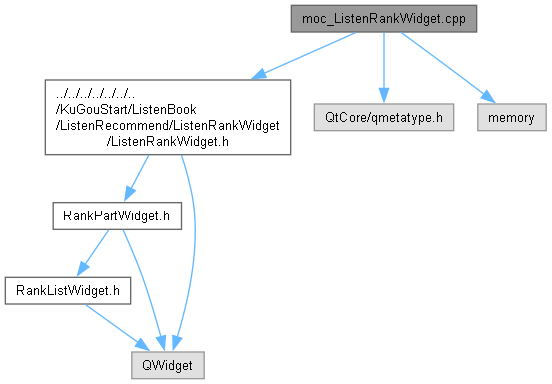 moc_ListenRankWidget.cpp
../../../../../../..
/KuGouStart/ListenBook
/ListenRecommend/ListenRankWidget
/ListenRankWidget.h
QtCore/qmetatype.h
memory
RankPartWidget.h
RankListWidget.h
QWidget